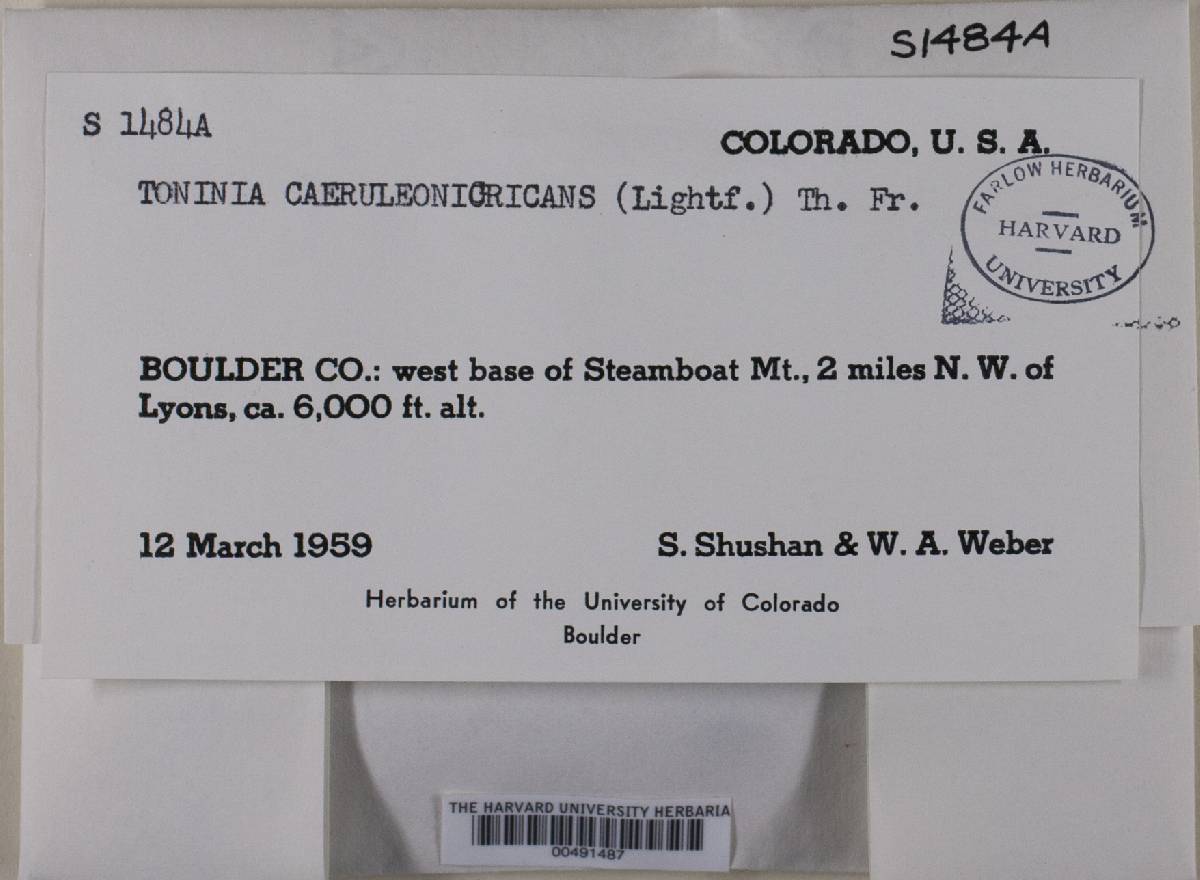 S1484A
S 1484A
COLORADO, U. S. A.
TONINIA CAERULEONIGRICANS (Lightf.) Th. Fr.
FARLOW HERBARIUM
HARVARD
UNIVERSITY
BOULDER CO.: west base of Steamboat Mt., 2 miles N. W. of
Lyons, ca. 6,000 ft. alt.
12 March 1959 S. Shushan & W. A. Weber
Herbarium of the University of Colorado
Boulder
THE HARVARD UNIVERSITY HERBARIA
00491487